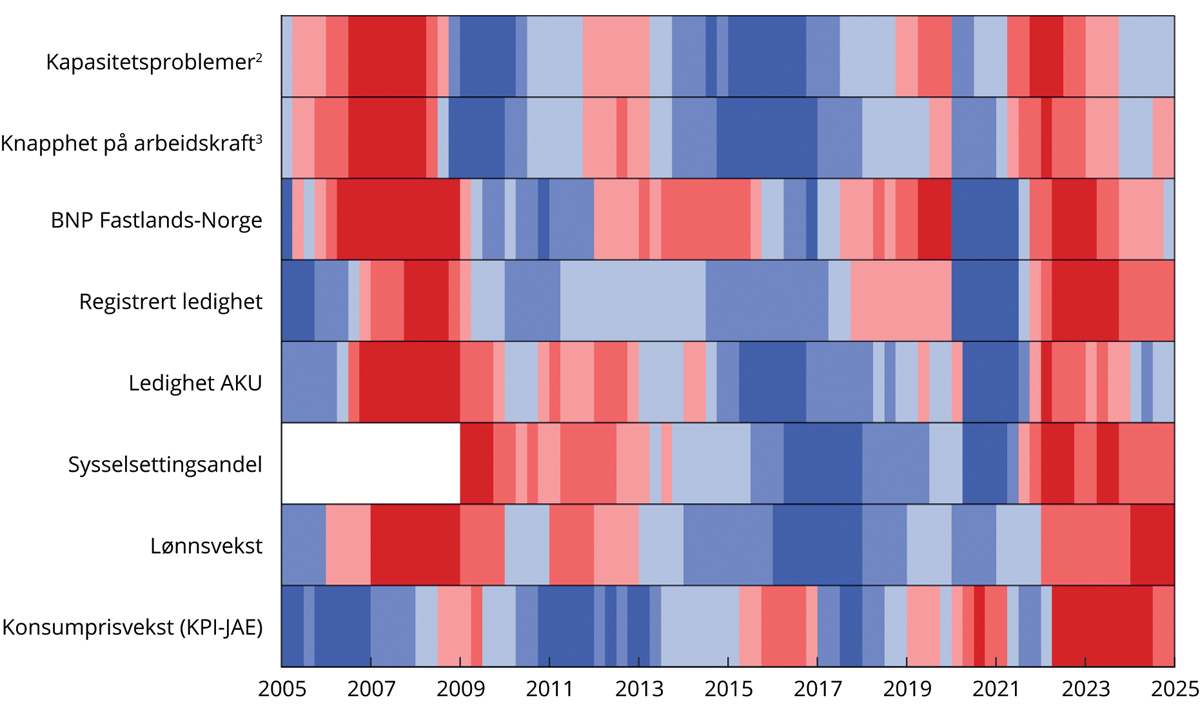 Kapasitetsproblemer²
Knapphet på arbeidskraft³
BNP Fastlands-Norge
Registrert ledighet
Ledighet AKU
Sysselsettingsandel
Lønnsvekst
Konsumprisvekst (KPI-JAE)
2005 2007 2009 2011 2013 2015 2017 2019 2021 2023 2025